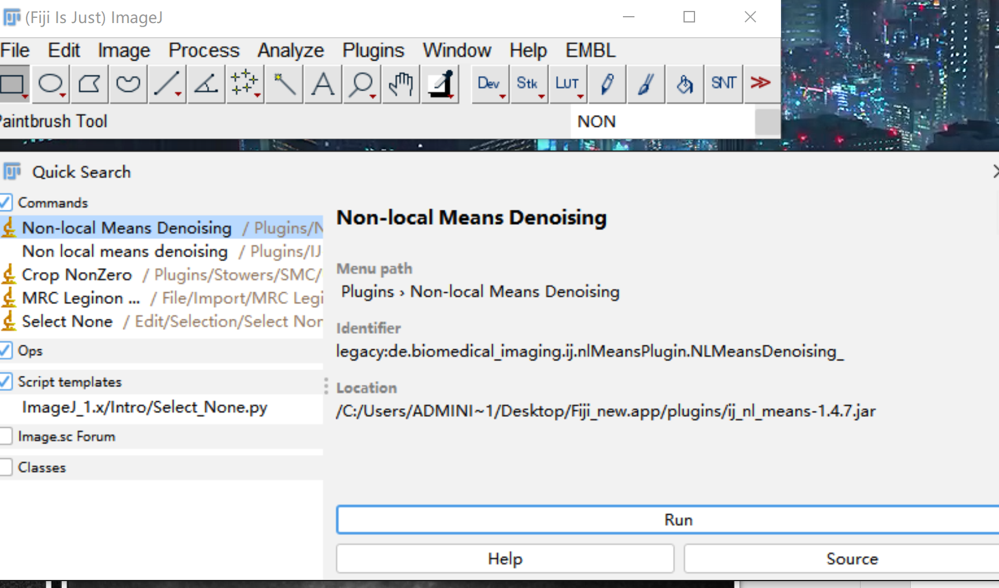 (Fiji Is Just) ImageJ
File Edit Image Process Analyze Plugins Window Help EMBL
Dev Stk LUT SNT
Paintbrush Tool
NON
Quick Search
Commands
Non-local Means Denoising / Plugins/N
Non local means denoising / Plugins/IJ
Crop NonZero / Plugins/Stowers/SMC/
MRC Leginon ... / File/Import/MRC Legi
Select None / Edit/Selection/Select Non
Ops
Script templates
ImageJ_1.x/Intro/Select_None.py
Image.sc Forum
Classes
Non-local Means Denoising
Menu path
Plugins › Non-local Means Denoising
Identifier
legacy:de.biomedical_imaging.ij.nlMeansPlugin.NLMeansDenoising_
Location
/C:/Users/ADMINI~1/Desktop/Fiji_new.app/plugins/ij_nl_means-1.4.7.jar
Run
Help
Source